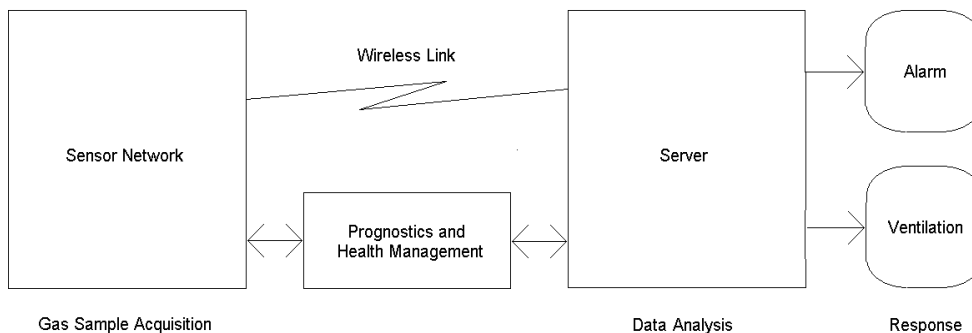 Wireless Link
Alarm
Sensor Network
Server
Prognostics and
Health Management
Ventilation
Gas Sample Acquisition
Data Analysis
Response